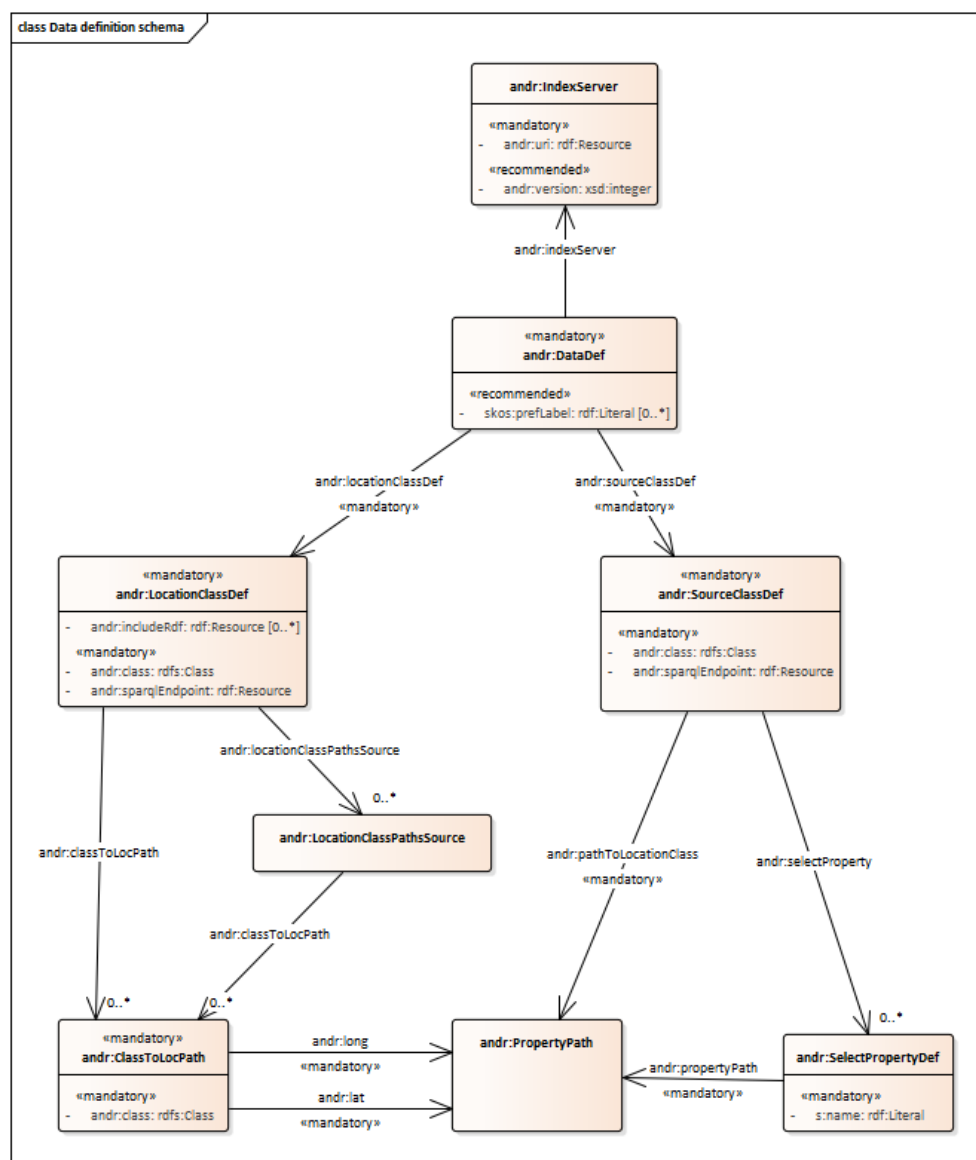 class Data definition schema
andr:IndexServer
«mandatory»
- andr:uri: rdf:Resource
«recommended»
- andr:version: xsd:integer
andr:indexServer
«mandatory»
andr:DataDef
«recommended»
- skos:prefLabel: rdf:Literal [0..*]
andr:locationClassDef
«mandatory»
andr:sourceClassDef
«mandatory»
«mandatory»
andr:LocationClassDef
- andr:includeRdf: rdf:Resource [0..*]
«mandatory»
- andr:class: rdfs:Class
- andr:sparqlEndpoint: rdf:Resource
«mandatory»
andr:SourceClassDef
«mandatory»
- andr:class: rdfs:Class
- andr:sparqlEndpoint: rdf:Resource
andr:locationClassPathsSource
0..*
andr:LocationClassPathsSource
andr:classToLocPath
andr:pathToLocationClass
«mandatory»
andr:selectProperty
andr:classToLocPath
0..*
0..*
0..*
«mandatory»
andr:ClassToLocPath
«mandatory»
- andr:class: rdfs:Class
andr:long
«mandatory»
andr:lat
«mandatory»
andr:PropertyPath
andr:propertyPath
«mandatory»
andr:SelectPropertyDef
«mandatory»
- s:name: rdf:Literal